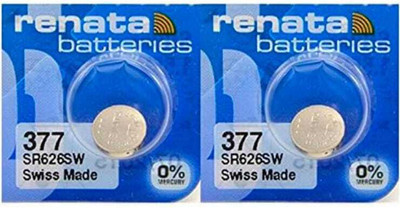 renata
batteries
377
SR626SW
Swiss Made
0%
MERCURY
renata
batteries
377
SR626SW
Swiss Made
0%
MERCURY